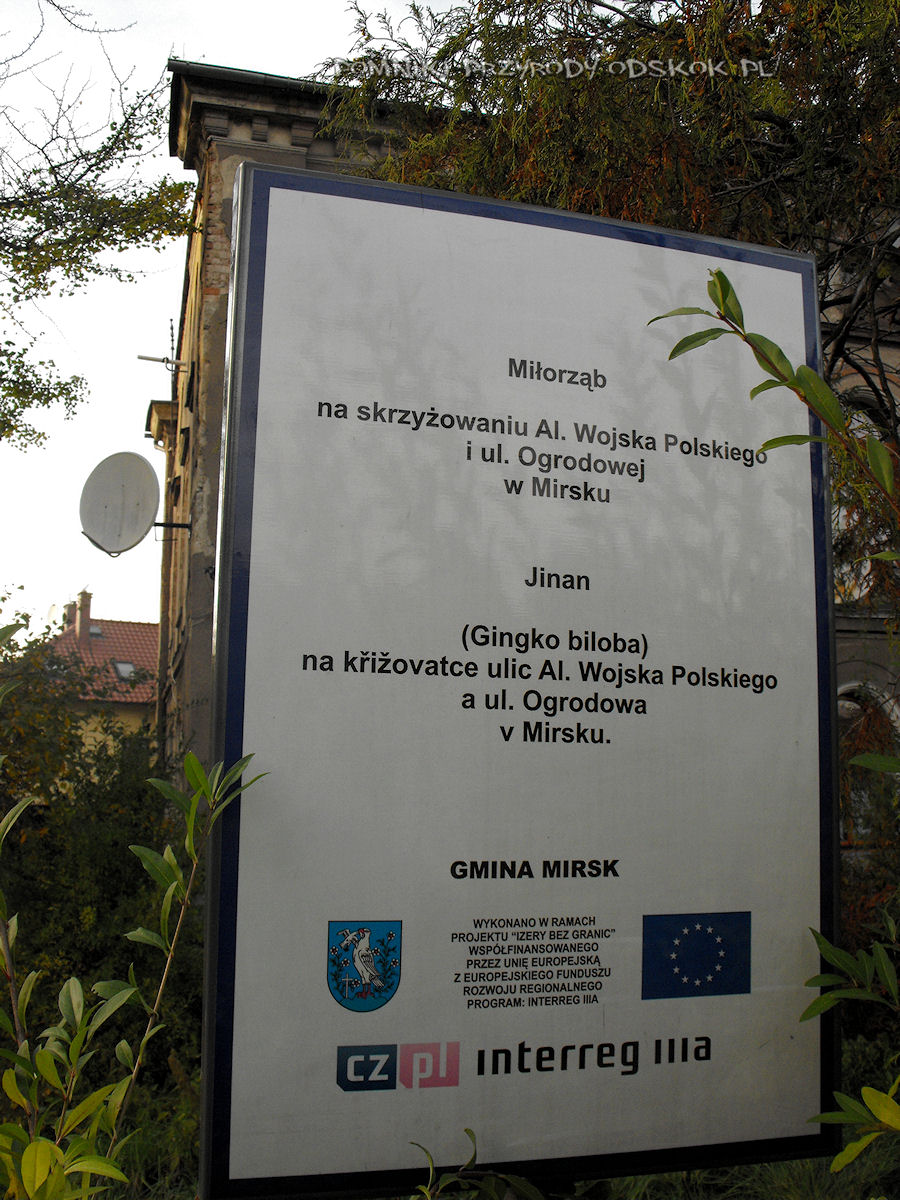 POMNIKI PRZYRODY.ODSKOK.PL
Miłorząb
na skrzyżowaniu Al. Wojska Polskiego
i ul. Ogrodowej
w Mirsku
Jinan
(Gingko biloba)
na křižovatce ulic Al. Wojska Polskiego
a ul. Ogrodowa
v Mirsku.
GMINA MIRSK
WYKONANO W RAMACH
PROJEKTU “IZERY BEZ GRANIC”
WSPÓŁFINANSOWANEGO
PRZEZ UNIĘ EUROPEJSKĄ
Z EUROPEJSKIEGO FUNDUSZU
ROZWOJU REGIONALNEGO
PROGRAM: INTERREG IIIA
cz pl interreg IIIa